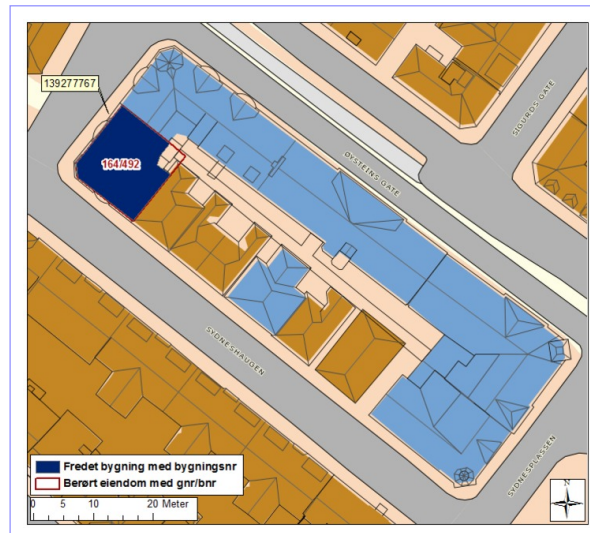 139277767
164/492
SIGURDS GATE
ØYSTEINS GATE
SYDNESHAUGEN
SYDNESPLASSEN
Fredet bygning med bygningsnr
Berørt eiendom med gnr/bnr
0 5 10 20 Meter
N